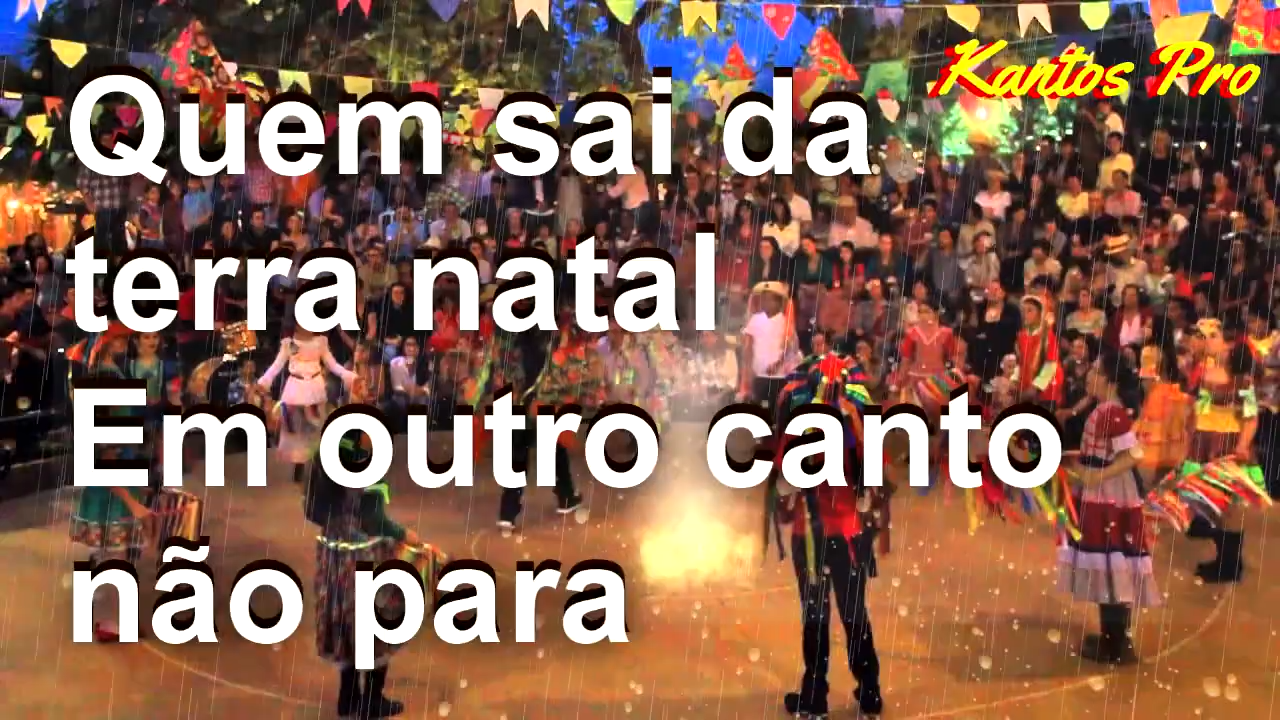 Kantos Pro
Quem sai da
terra natal
Em outro canto
não para